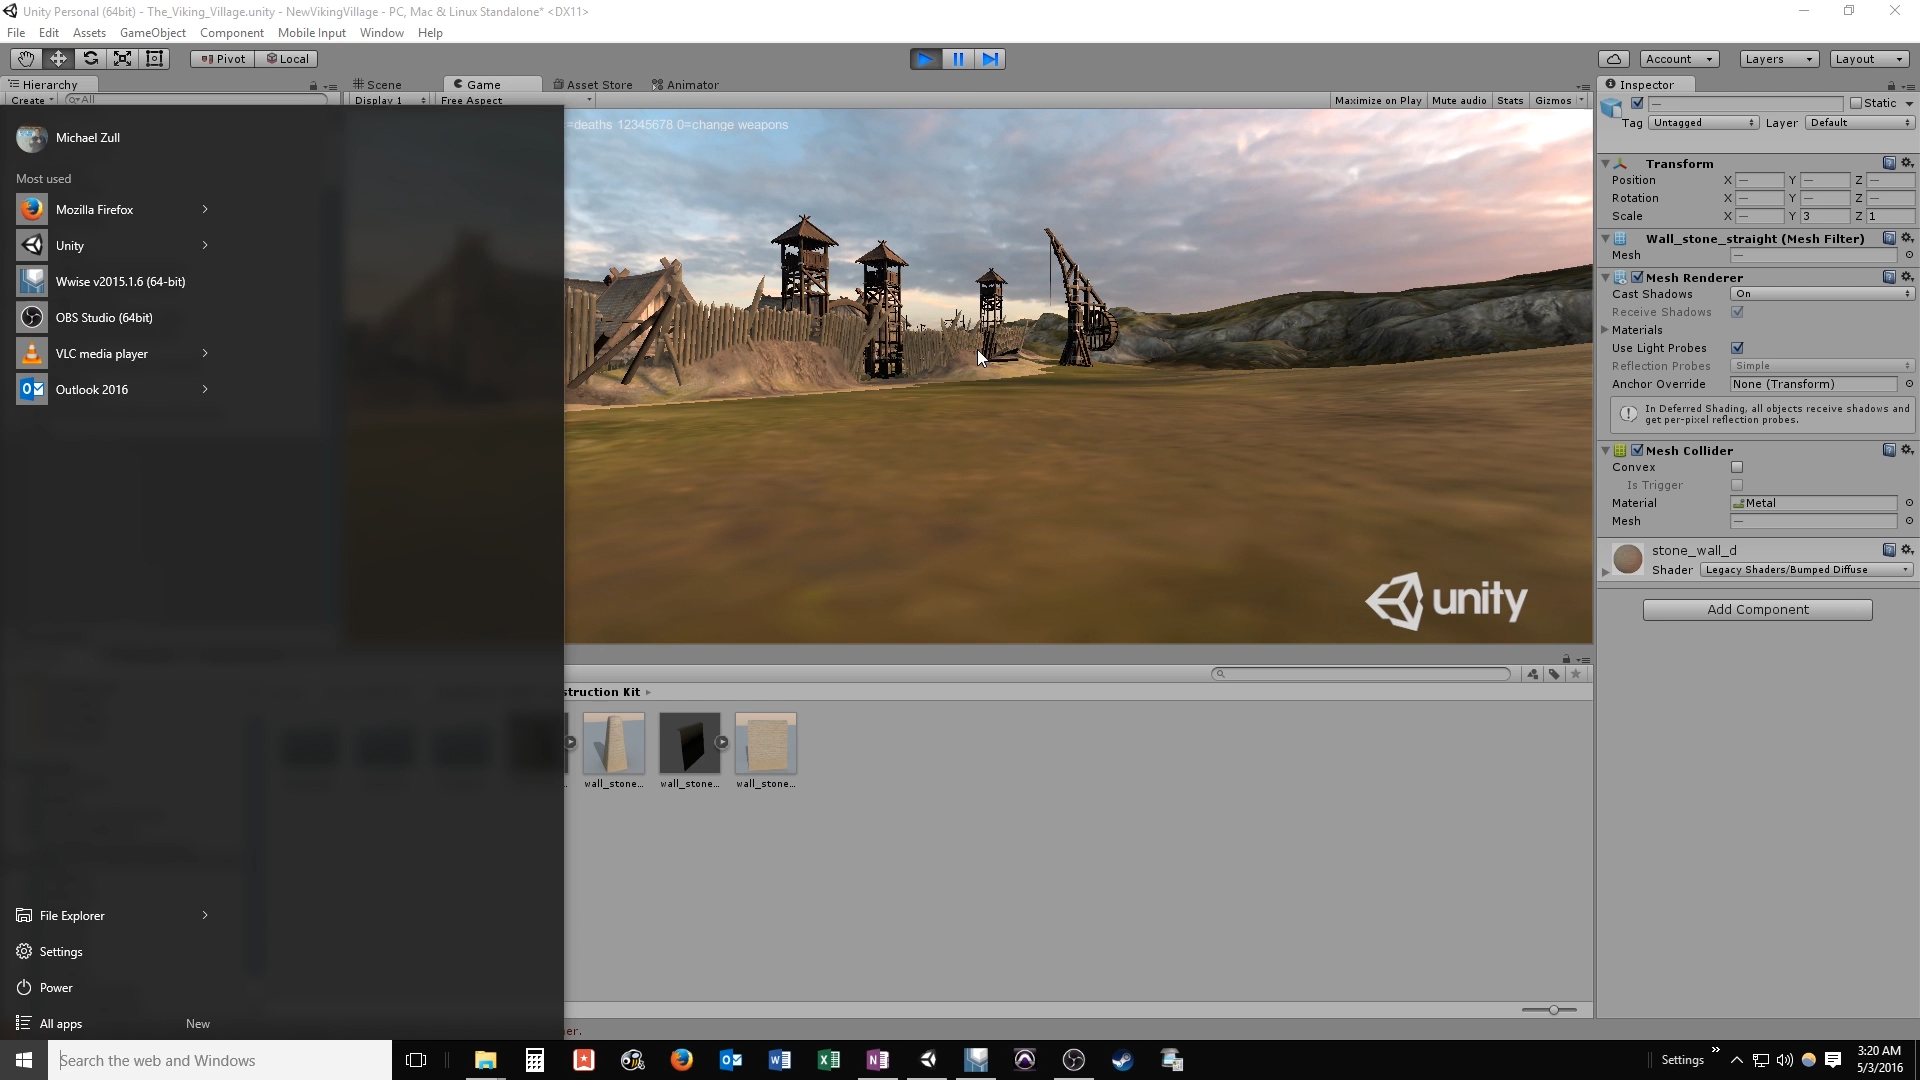 Unity Personal (64bit) - The_Viking_Village.unity - NewVikingVillage - PC, Mac & Linux Standalone* <DX11>
File Edit Assets GameObject Component Mobile Input Window Help
Pivot Local Account Layers Layout
Hierarchy Scene Game Asset Store Animator Inspector
Create All Display 1 Free Aspect Maximize on Play Mute audio Stats Gizmos
— Static
Tag Untagged Layer Default
=deaths 12345678 0=change weapons
Michael Zull
Most used
Mozilla Firefox
Unity
Wwise v2015.1.6 (64-bit)
OBS Studio (64bit)
VLC media player
Outlook 2016
File Explorer
Settings
Power
All apps New
unity
struction Kit
wall_stone... wall_stone... wall_stone...
er.
Transform
Position X — Y — Z —
Rotation X — Y — Z —
Scale X — Y 3 Z 1
Wall_stone_straight (Mesh Filter)
Mesh —
Mesh Renderer
Cast Shadows On
Receive Shadows
Materials
Use Light Probes
Reflection Probes Simple
Anchor Override None (Transform)
In Deferred Shading, all objects receive shadows and
get per-pixel reflection probes.
Mesh Collider
Convex
Is Trigger
Material Metal
Mesh —
stone_wall_d
Shader Legacy Shaders/Bumped Diffuse
Add Component
Search the web and Windows
Settings
3:20 AM
5/3/2016